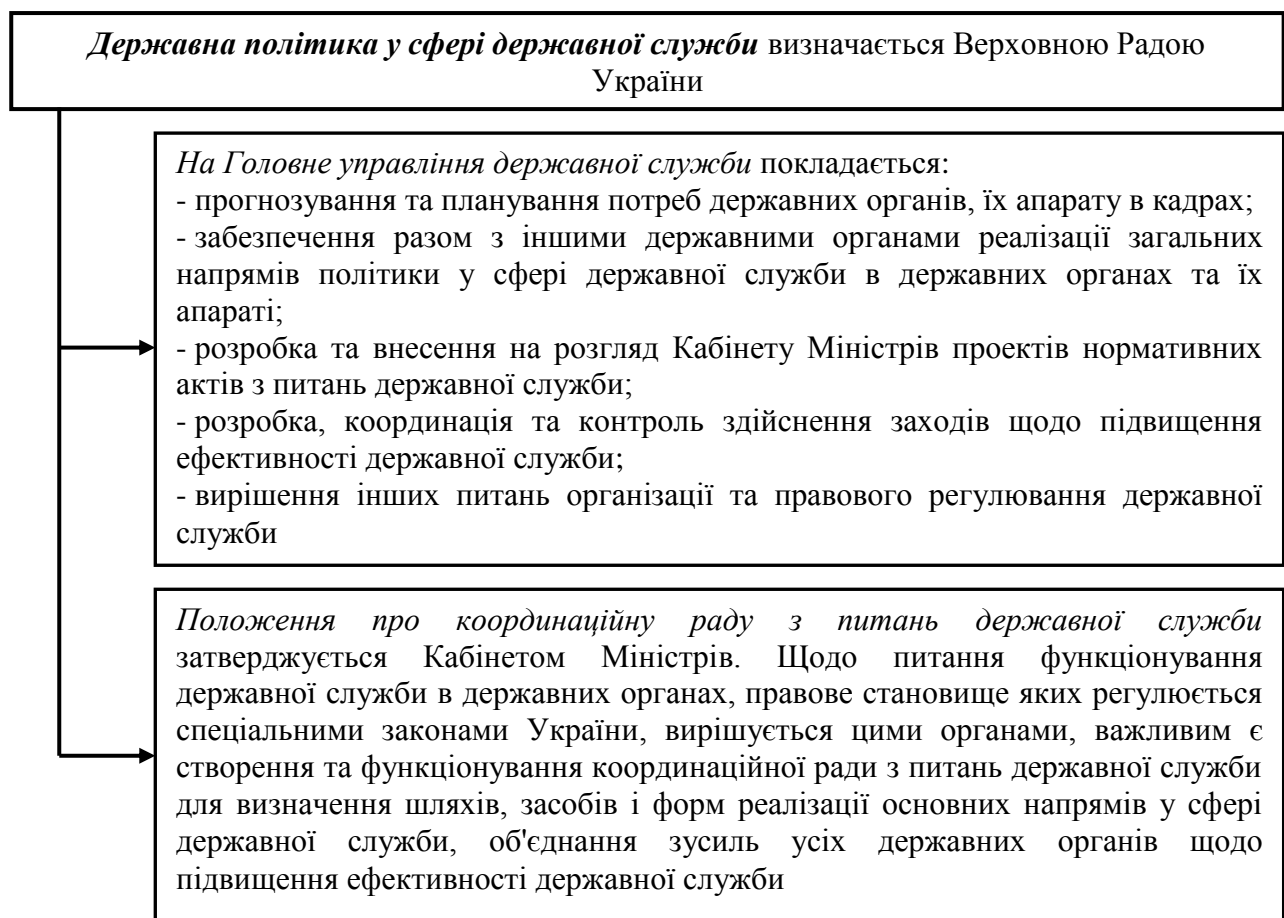 Державна політика у сфері державної служби визначається Верховною Радою
України
На Головне управління державної служби покладається:
- прогнозування та планування потреб державних органів, їх апарату в кадрах;
- забезпечення разом з іншими державними органами реалізації загальних
напрямів політики у сфері державної служби в державних органах та їх
апараті;
- розробка та внесення на розгляд Кабінету Міністрів проектів нормативних
актів з питань державної служби;
- розробка, координація та контроль здійснення заходів щодо підвищення
ефективності державної служби;
- вирішення інших питань організації та правового регулювання державної
служби
Положення про координаційну раду з питань державної служби
затверджується Кабінетом Міністрів. Щодо питання функціонування
державної служби в державних органах, правове становище яких регулюється
спеціальними законами України, вирішується цими органами, важливим є
створення та функціонування координаційної ради з питань державної служби
для визначення шляхів, засобів і форм реалізації основних напрямів у сфері
державної служби, об'єднання зусиль усіх державних органів щодо
підвищення ефективності державної служби